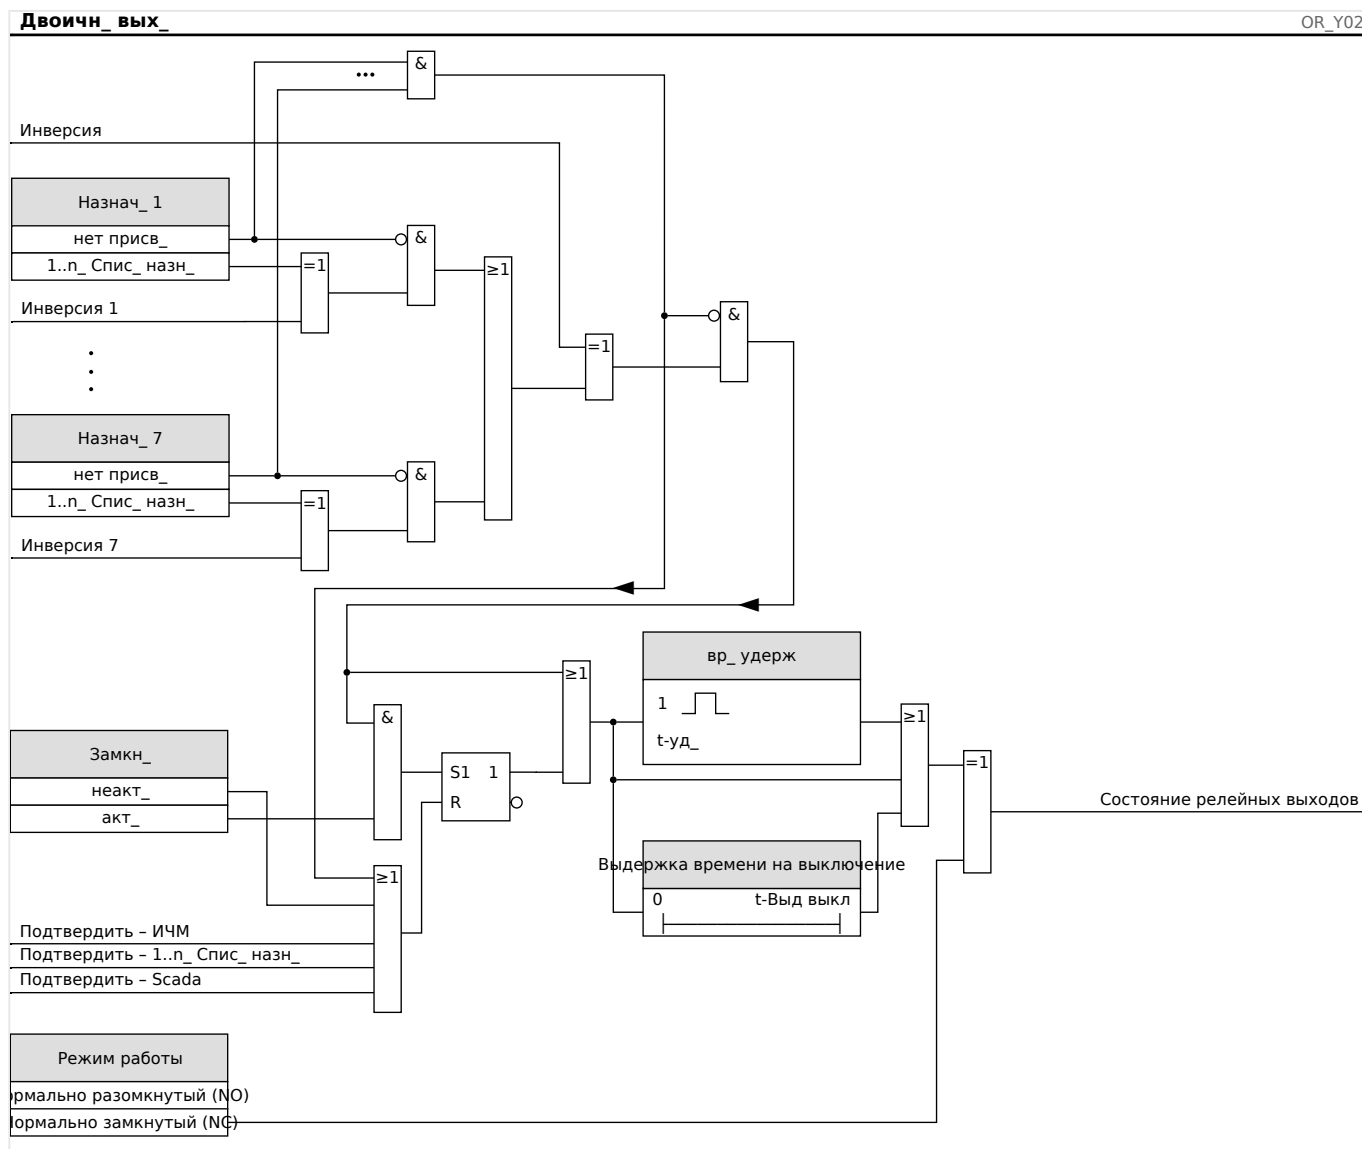 Двоичн_ вых_
OR_Y02
&
Инверсия
Назнач_ 1
нет присв_
1..n_ Спис_ назн_
=1
&
≥1
Инверсия 1
=1
&
Назнач_ 7
нет присв_
1..n_ Спис_ назн_
=1
&
Инверсия 7
вр_ удерж
1
t-уд_
≥1
&
≥1
=1
Замкн_
неакт_
акт_
S1 1
R
Состояние релейных выходов
Выдержка времени на выключение
0 t-Выд выкл
≥1
Подтвердить – ИЧМ
Подтвердить – 1..n_ Спис_ назн_
Подтвердить – Scada
Режим работы
ормально разомкнутый (NO)
ормально замкнутый (NC)